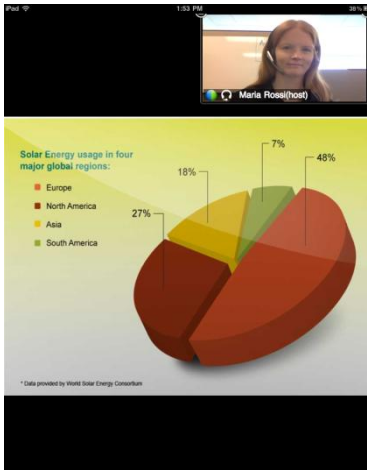 iPad
1:53 PM
38%
Maria Rossi(host)
Solar Energy usage in four
major global regions:
Europe
North America
Asia
South America
7%
48%
18%
27%
* Data provided by World Solar Energy Consortium